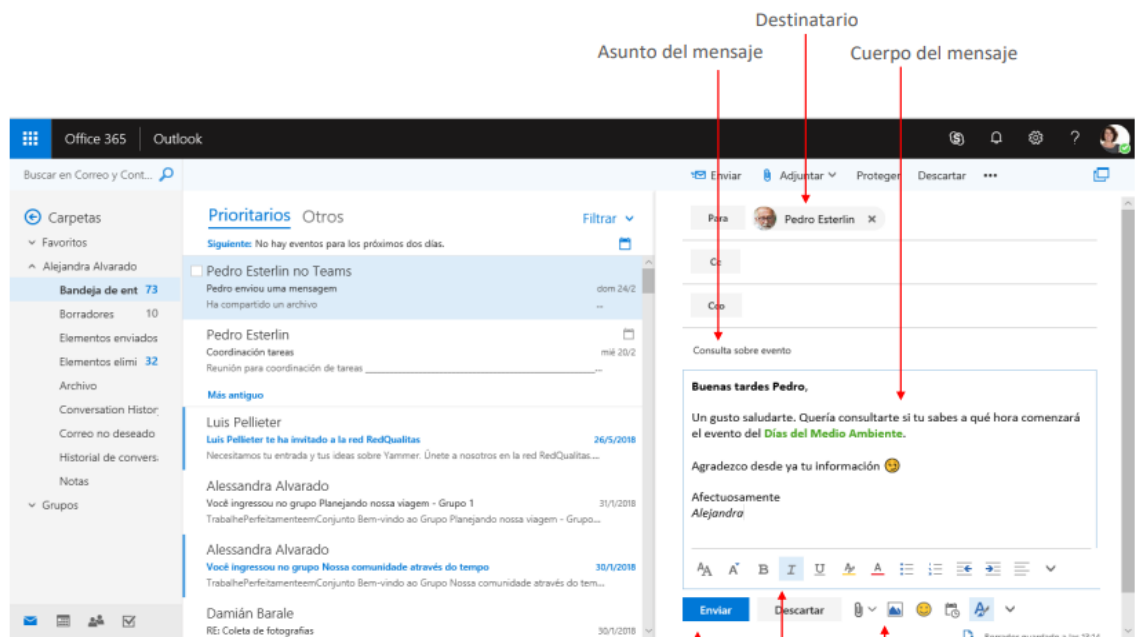 Destinatario
Asunto del mensaje
Cuerpo del mensaje
Office 365
Outlook
?
Buscar en Correo y Cont...
Enviar
Adjuntar
Proteger
Descartar
•••
Carpetas
Favoritos
Alejandra Alvarado
Bandeja de ent 73
Borradores 10
Elementos enviados
Elementos elimi 32
Archivo
Conversation Histor
Correo no deseado
Historial de convers
Notas
Grupos
Prioritarios Otros
Filtrar
Siguiente: No hay eventos para los próximos dos días.
Pedro Esterlin no Teams
Pedro enviou uma mensagem dom 24/2
Ha compartido un archivo ...
Pedro Esterlin
Coordinación tareas mié 20/2
Reunión para coordinación de tareas ...
Más antiguo
Luis Pellieter
Luis Pellieter te ha invitado a la red RedQualitas 26/5/2018
Necesitamos tu entrada y tus ideas sobre Yammer. Únete a nosotros en la red RedQualitas....
Alessandra Alvarado
Você ingressou no grupo Planejando nossa viagem - Grupo 1 31/1/2018
TrabalhePerfeitamenteemConjunto Bem-vindo ao Grupo Planejando nossa viagem - Grupo...
Alessandra Alvarado
Você ingressou no grupo Nossa comunidade através do tempo 30/1/2018
TrabalhePerfeitamenteemConjunto Bem-vindo ao Grupo Nossa comunidade através do tem...
Damián Barale
RE: Coleta de fotografias 30/1/2018
Para
Pedro Esterlin
Cc
Cco
Consulta sobre evento
Buenas tardes Pedro,
Un gusto saludarte. Quería consultarte si tu sabes a qué hora comenzará
el evento del Días del Medio Ambiente.
Agradezco desde ya tu información
Afectuosamente
Alejandra
B I U
Enviar
Descartar